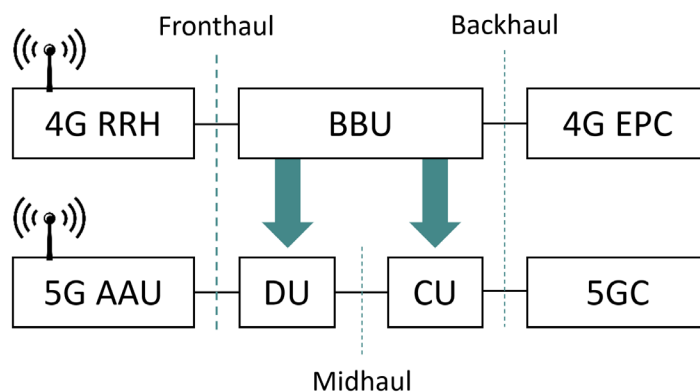 Fronthaul
Backhaul
4G RRH
BBU
4G EPC
5G AAU
DU
CU
5GC
Midhaul